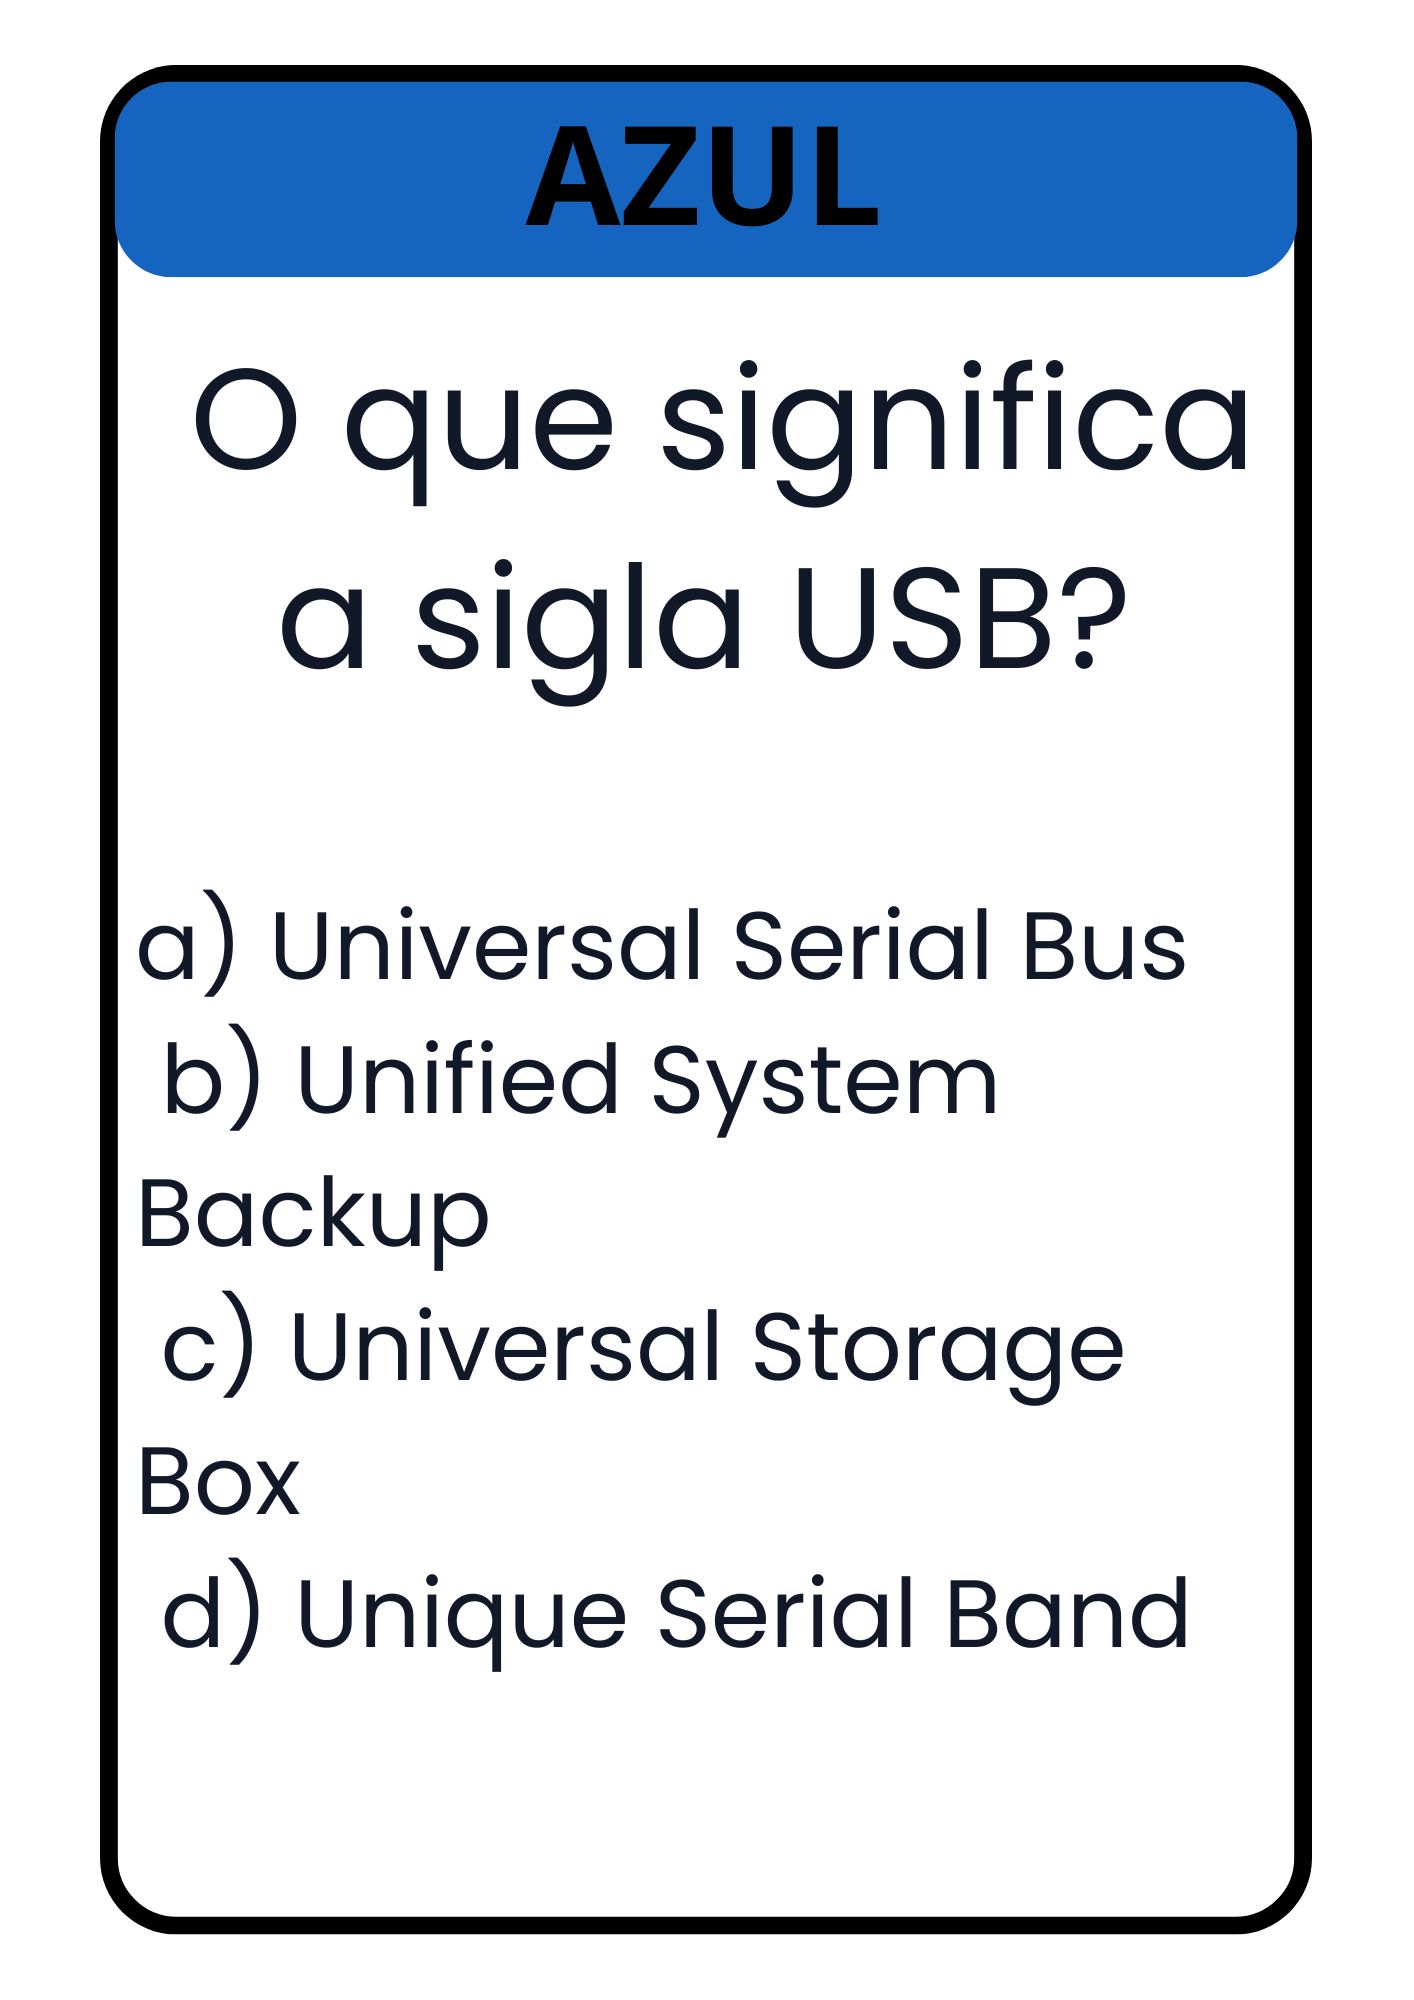 AZUL
O que significa
a sigla USB?
a) Universal Serial Bus
b) Unified System
Backup
c) Universal Storage
Box
d) Unique Serial Band